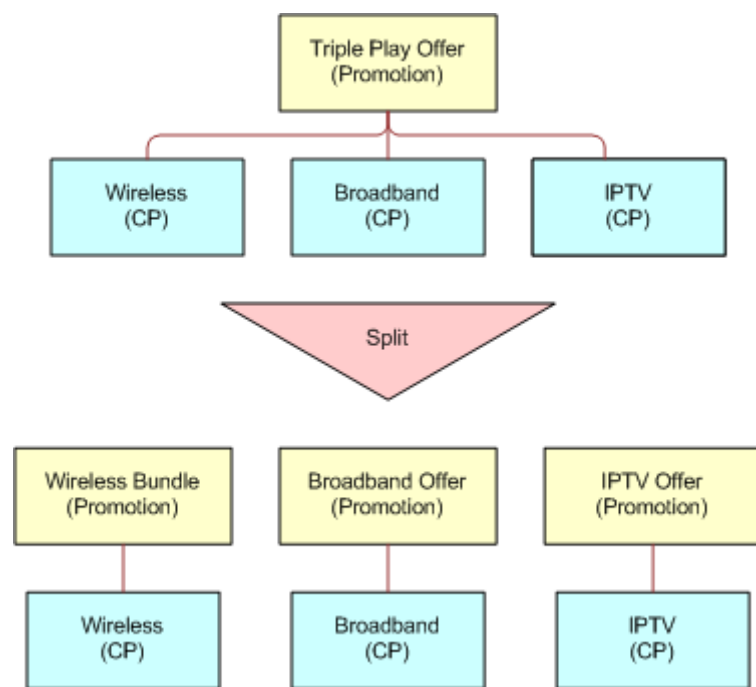 Triple Play Offer
(Promotion)
Wireless
(CP)
Broadband
(CP)
IPTV
(CP)
Split
Wireless Bundle
(Promotion)
Broadband Offer
(Promotion)
IPTV Offer
(Promotion)
Wireless
(CP)
Broadband
(CP)
IPTV
(CP)